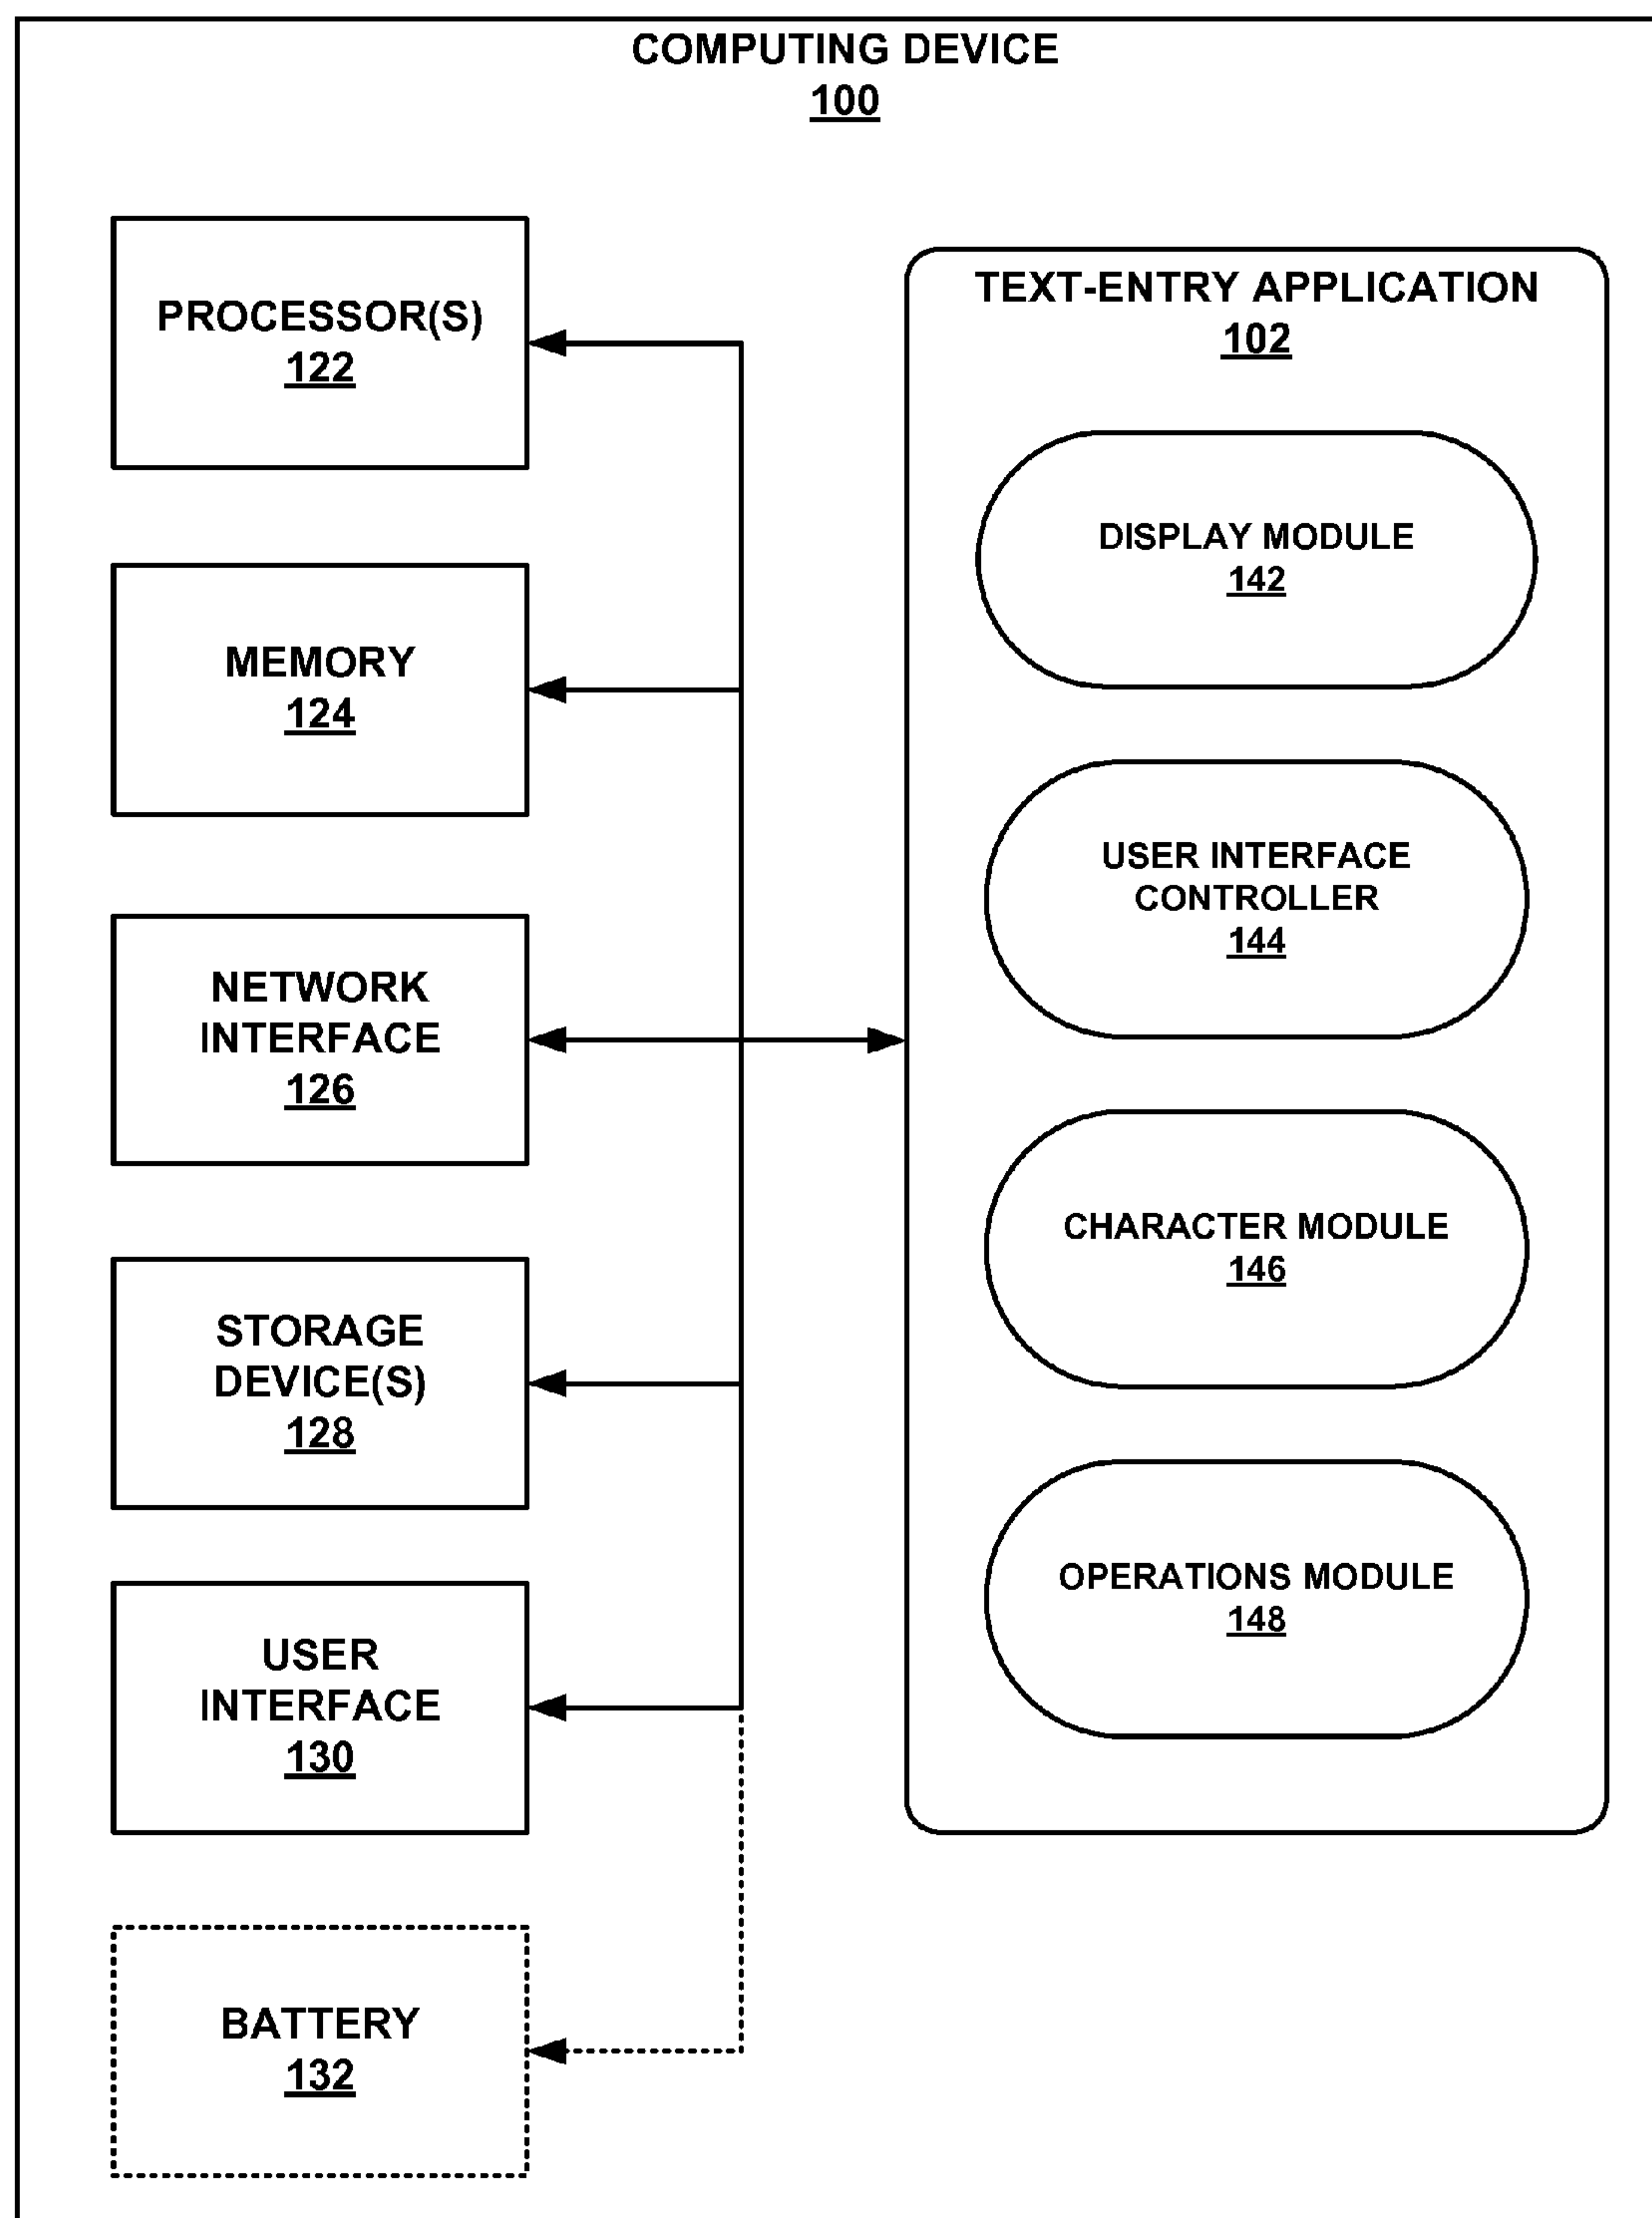 COMPUTING DEVICE
100
PROCESSOR(S)
122
MEMORY
124
NETWORK
INTERFACE
126
STORAGE
DEVICE(S)
128
USER
INTERFACE
130
BATTERY
132
TEXT-ENTRY APPLICATION
102
DISPLAY MODULE
142
USER INTERFACE
CONTROLLER
144
CHARACTER MODULE
146
OPERATIONS MODULE
148